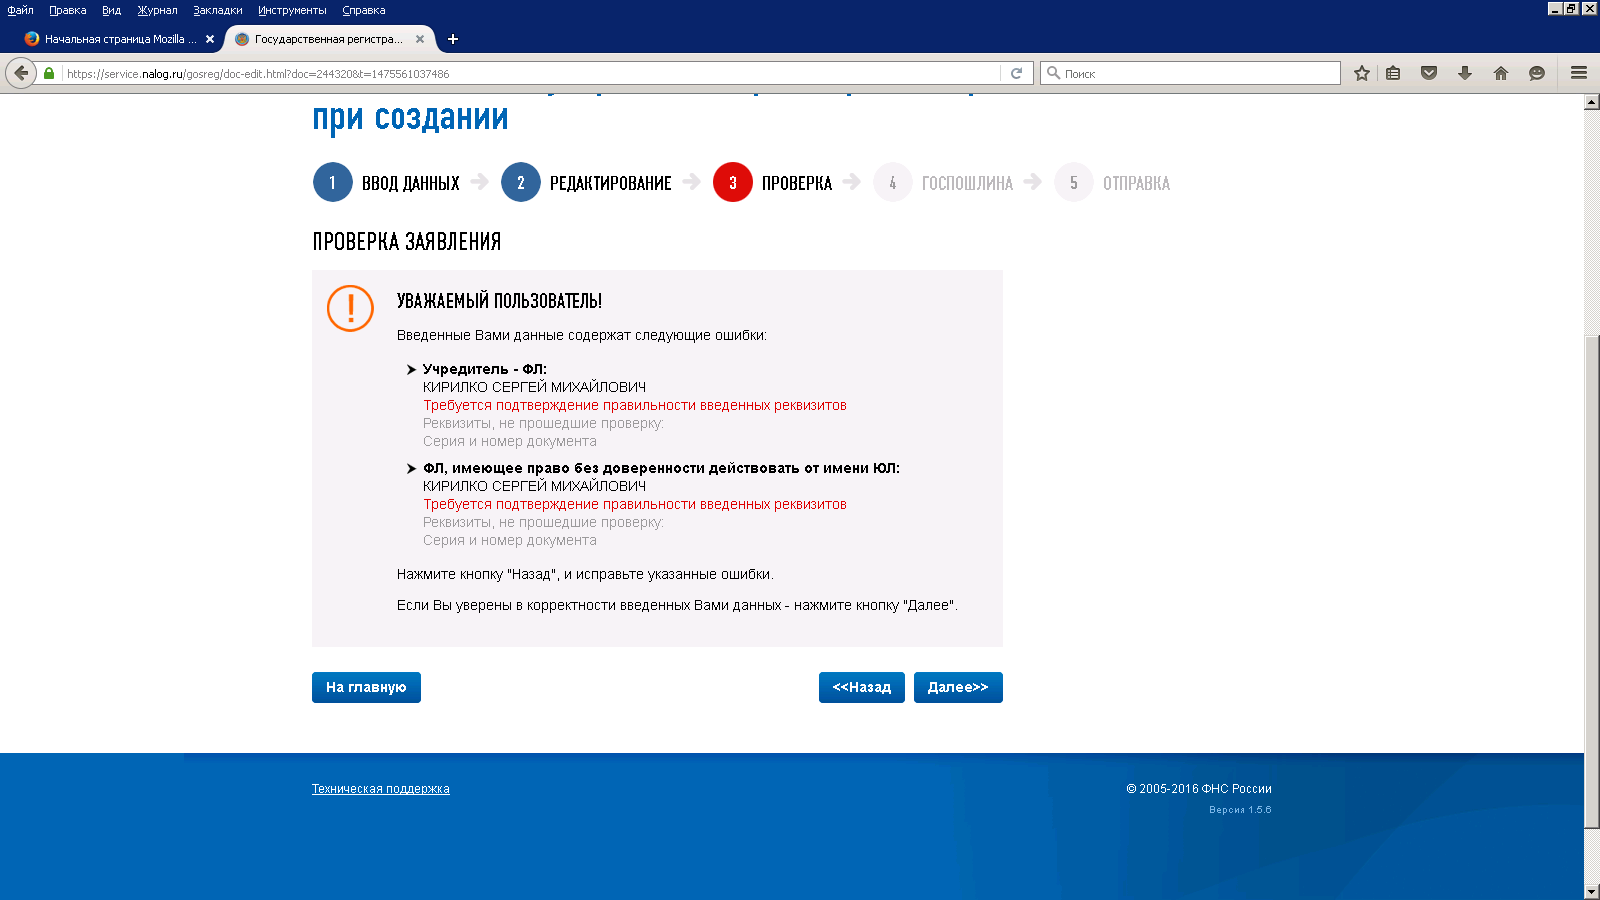 Файл Правка Вид Журнал Закладки Инструменты Справка
Начальная страница Mozilla ... Государственная регистра...
https://service.nalog.ru/gosreg/doc-edit.html?doc=244320&t=1475561037486 Поиск
при создании
1 ВВОД ДАННЫХ 2 РЕДАКТИРОВАНИЕ 3 ПРОВЕРКА 4 ГОСПОШЛИНА 5 ОТПРАВКА
ПРОВЕРКА ЗАЯВЛЕНИЯ
УВАЖАЕМЫЙ ПОЛЬЗОВАТЕЛЬ!
Введенные Вами данные содержат следующие ошибки:
Учредитель - ФЛ:
КИРИЛКО СЕРГЕЙ МИХАЙЛОВИЧ
Требуется подтверждение правильности введенных реквизитов
Реквизиты, не прошедшие проверку:
Серия и номер документа
ФЛ, имеющее право без доверенности действовать от имени ЮЛ:
КИРИЛКО СЕРГЕЙ МИХАЙЛОВИЧ
Требуется подтверждение правильности введенных реквизитов
Реквизиты, не прошедшие проверку:
Серия и номер документа
Нажмите кнопку "Назад", и исправьте указанные ошибки.
Если Вы уверены в корректности введенных Вами данных - нажмите кнопку "Далее".
На главную <<Назад Далее>>
Техническая поддержка © 2005-2016 ФНС России
Версия 1.5.6